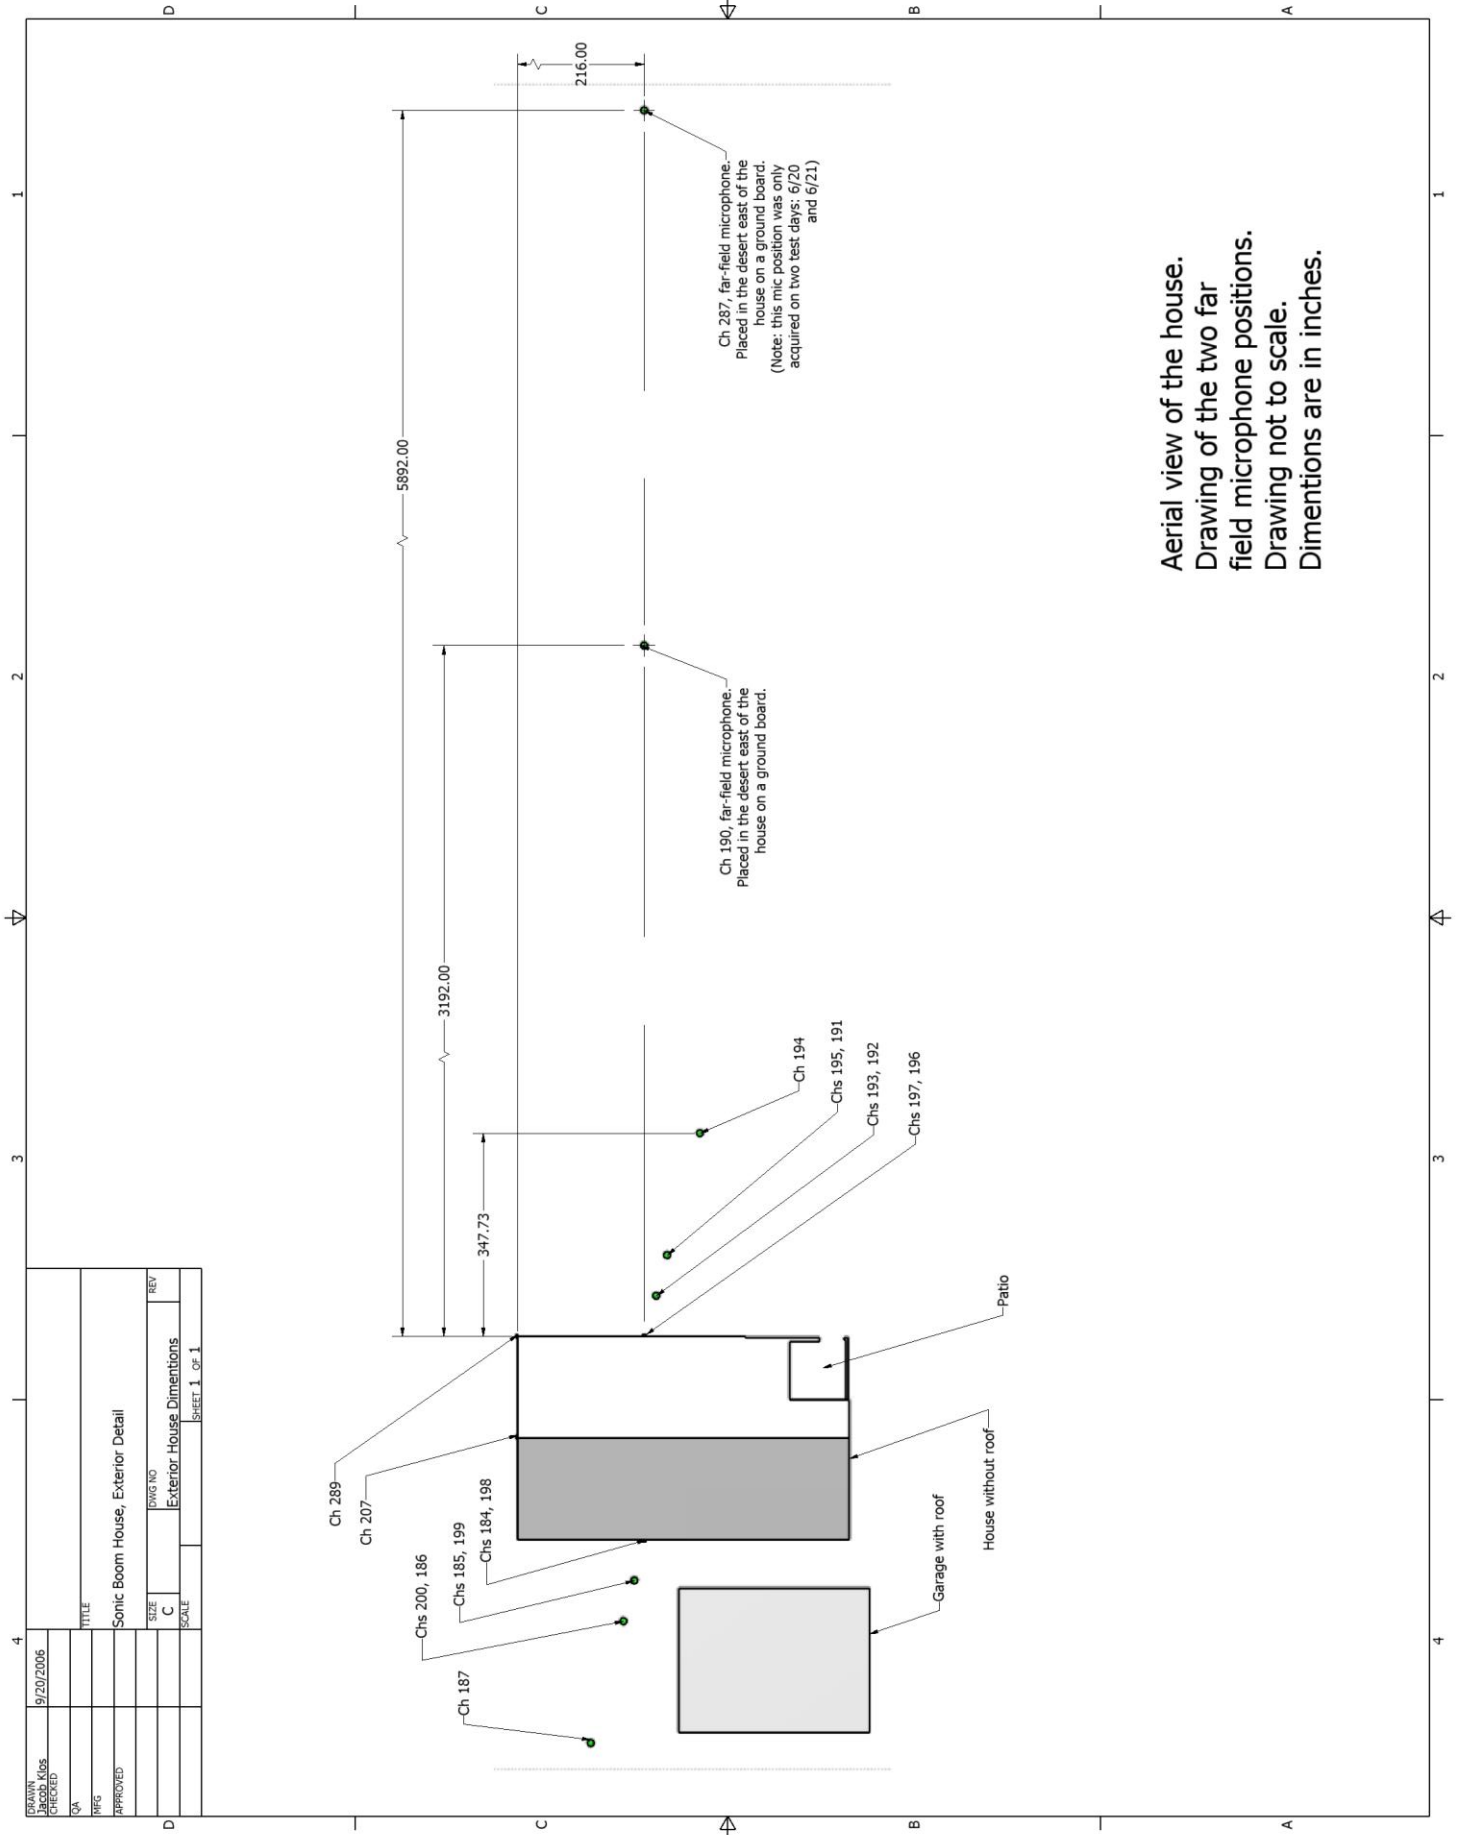 D
C
B
A
1
2
3
4
216.00
5892.00
3192.00
347.73
Ch 287, far-field microphone.
Placed in the desert east of the
house on a ground board.
(Note: this mic position was only
acquired on two test days: 6/20
and 6/21)
Ch 190, far-field microphone.
Placed in the desert east of the
house on a ground board.
Ch 194
Chs 195, 191
Chs 193, 192
Chs 197, 196
Patio
House without roof
Garage with roof
Ch 289
Ch 207
Chs 184, 198
Chs 185, 199
Chs 200, 186
Ch 187
Aerial view of the house.
Drawing of the two far
field microphone positions.
Drawing not to scale.
Dimentions are in inches.
DRAWN
Jacob Klos
9/20/2006
CHECKED
QA
MFG
APPROVED
TITLE
Sonic Boom House, Exterior Detail
SIZE
C
DWG NO
Exterior House Dimentions
REV
SCALE
SHEET 1 OF 1
1
2
3
4
D
C
B
A